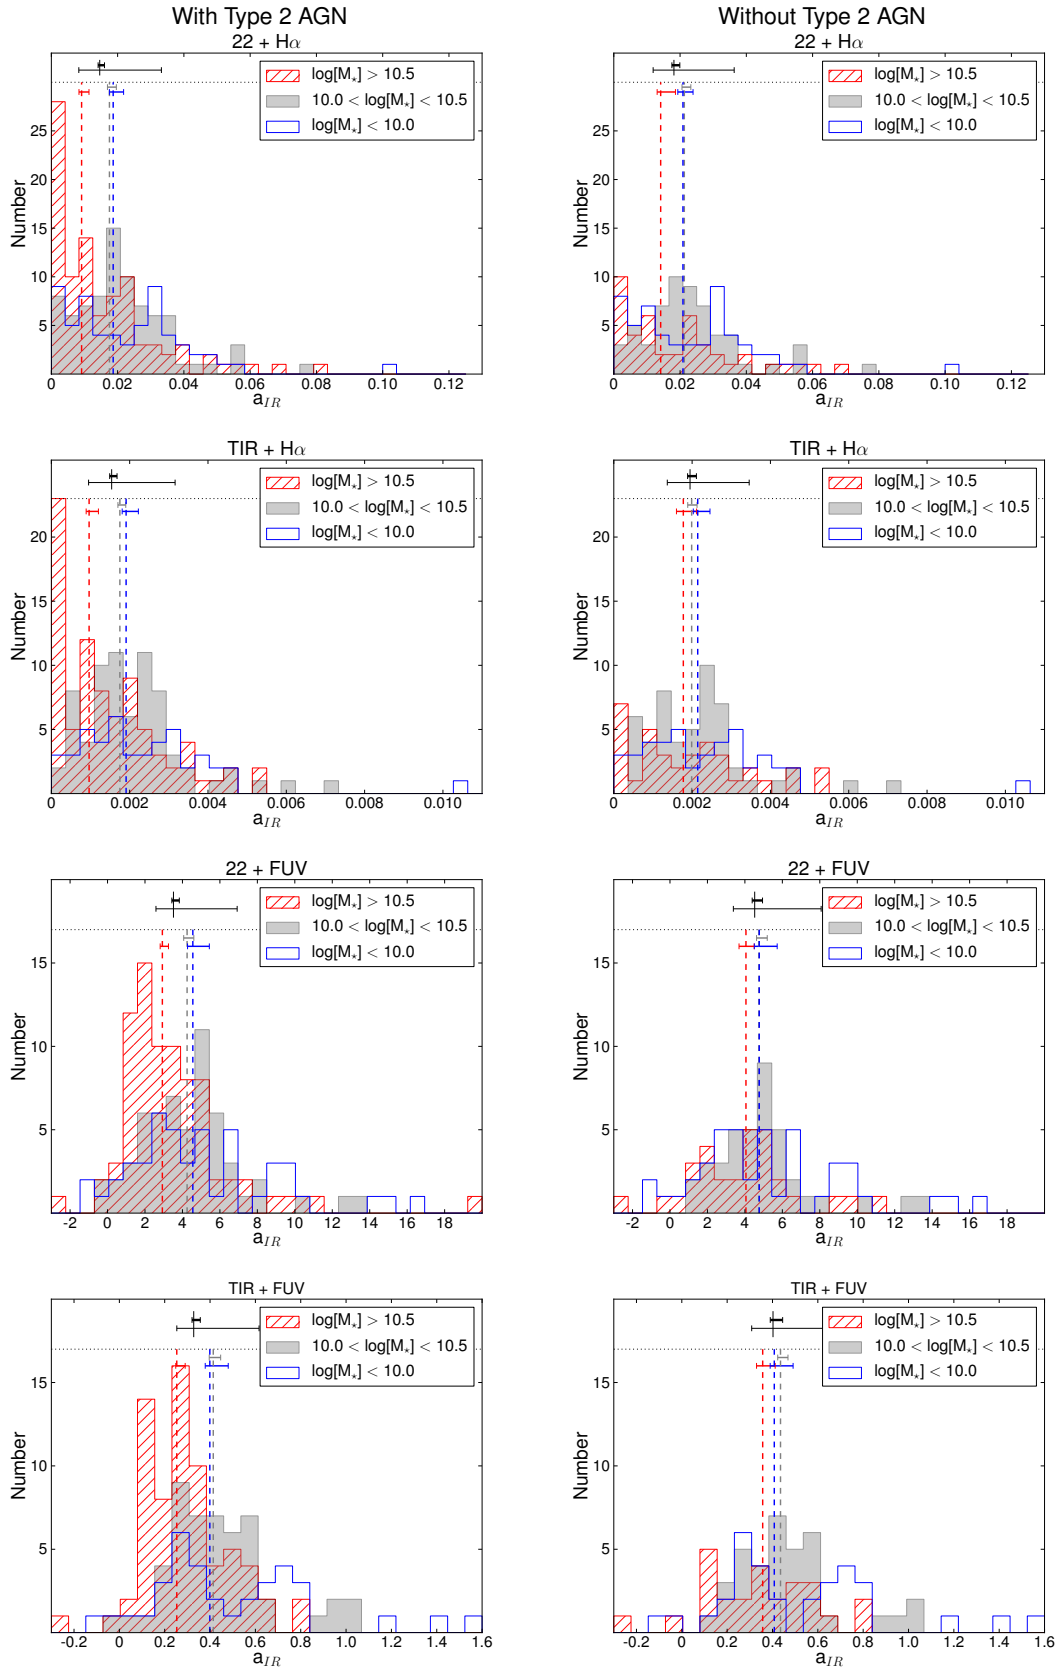 With Type 2 AGN
Without Type 2 AGN
22 + Hα
log[M⋆] > 10.5
10.0 < log[M⋆] < 10.5
log[M⋆] < 10.0
Number
25
20
15
10
5
0 0.02 0.04 0.06 0.08 0.10 0.12
a_IR
22 + Hα
log[M⋆] > 10.5
10.0 < log[M⋆] < 10.5
log[M⋆] < 10.0
Number
25
20
15
10
5
0 0.02 0.04 0.06 0.08 0.10 0.12
a_IR
TIR + Hα
log[M⋆] > 10.5
10.0 < log[M⋆] < 10.5
log[M⋆] < 10.0
Number
20
15
10
5
0 0.002 0.004 0.006 0.008 0.010
a_IR
TIR + Hα
log[M⋆] > 10.5
10.0 < log[M⋆] < 10.5
log[M⋆] < 10.0
Number
20
15
10
5
0 0.002 0.004 0.006 0.008 0.010
a_IR
22 + FUV
log[M⋆] > 10.5
10.0 < log[M⋆] < 10.5
log[M⋆] < 10.0
Number
15
10
5
-2 0 2 4 6 8 10 12 14 16 18
a_IR
22 + FUV
log[M⋆] > 10.5
10.0 < log[M⋆] < 10.5
log[M⋆] < 10.0
Number
15
10
5
-2 0 2 4 6 8 10 12 14 16 18
a_IR
TIR + FUV
log[M⋆] > 10.5
10.0 < log[M⋆] < 10.5
log[M⋆] < 10.0
Number
15
10
5
-0.2 0 0.2 0.4 0.6 0.8 1.0 1.2 1.4 1.6
a_IR
TIR + FUV
log[M⋆] > 10.5
10.0 < log[M⋆] < 10.5
log[M⋆] < 10.0
Number
15
10
5
-0.2 0 0.2 0.4 0.6 0.8 1.0 1.2 1.4 1.6
a_IR